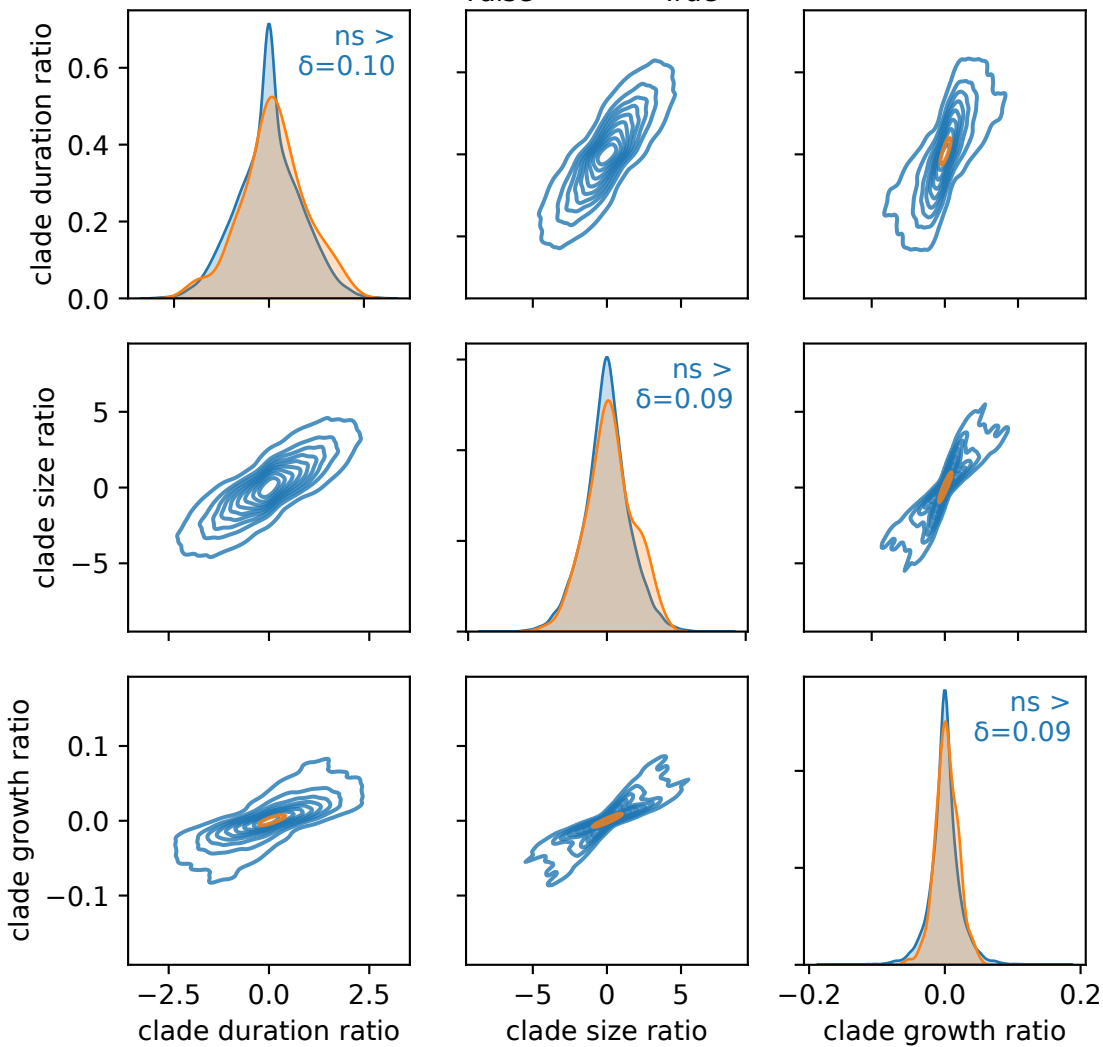 clade duration ratio
0.6
0.4
0.2
0.0
ns >
δ=0.10
clade size ratio
5
0
−5
ns >
δ=0.09
clade growth ratio
0.1
0.0
−0.1
ns >
δ=0.09
−2.5 0.0 2.5
−5 0 5
−0.2 0.0 0.2
clade duration ratio
clade size ratio
clade growth ratio